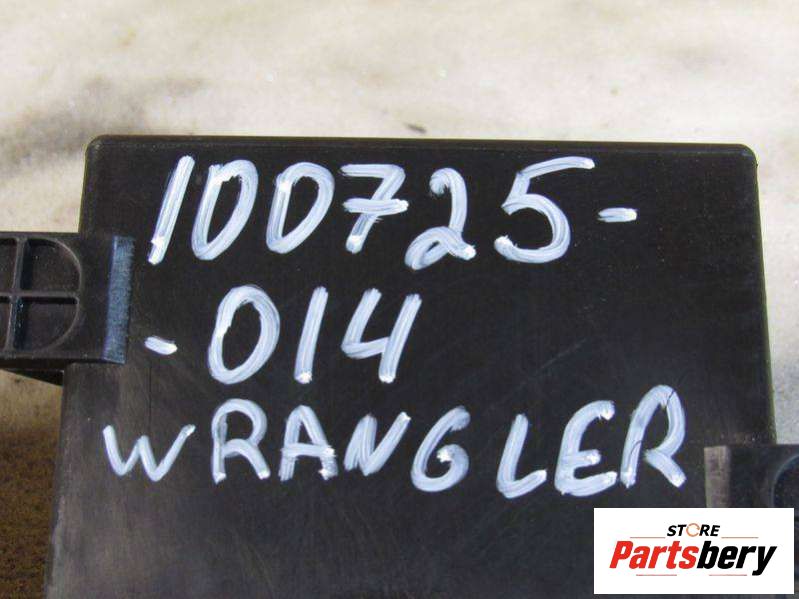 100725-
-014
WRANGLER
STORE
Partsbery